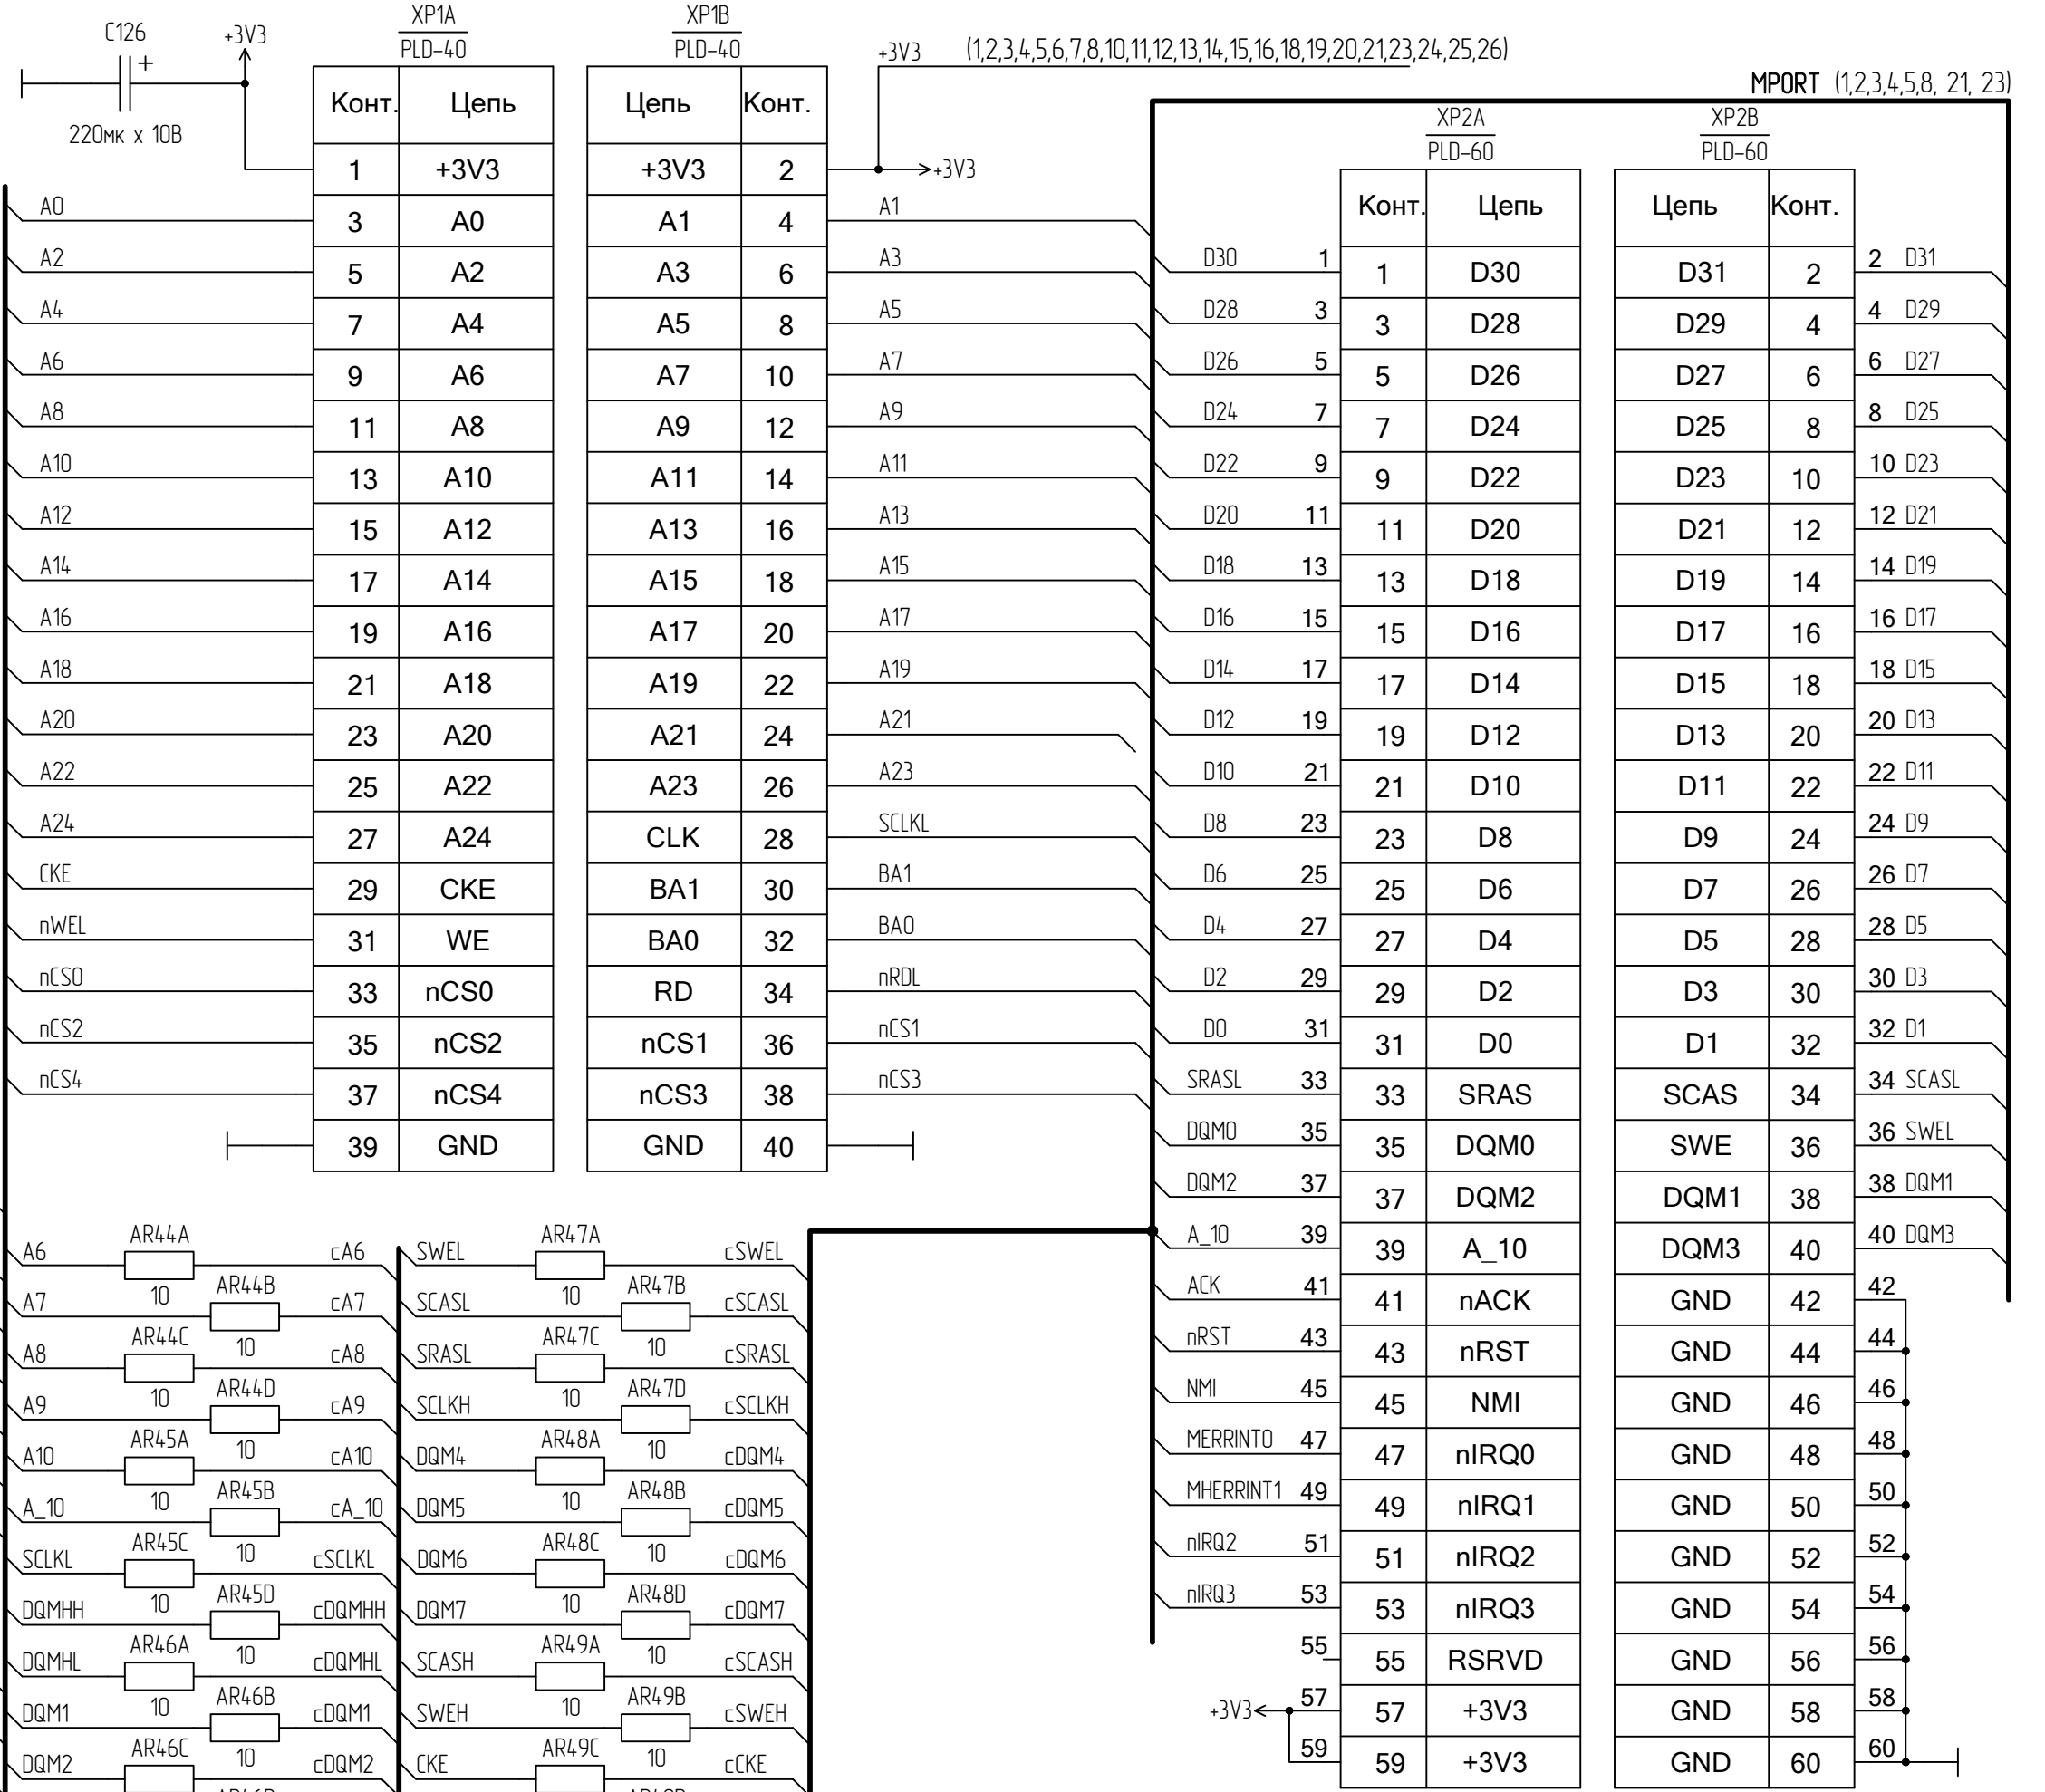 C126
+3V3
220мк x 10В
XP1A
PLD-40
XP1B
PLD-40
+3V3 (1,2,3,4,5,6,7,8,10,11,12,13,14,15,16,18,19,20,21,23,24,25,26)
MPORT (1,2,3,4,5,8, 21, 23)
Конт. Цепь Цепь Конт.
1 +3V3 +3V3 2 +3V3
A0 3 A0 A1 4 A1
A2 5 A2 A3 6 A3
A4 7 A4 A5 8 A5
A6 9 A6 A7 10 A7
A8 11 A8 A9 12 A9
A10 13 A10 A11 14 A11
A12 15 A12 A13 16 A13
A14 17 A14 A15 18 A15
A16 19 A16 A17 20 A17
A18 21 A18 A19 22 A19
A20 23 A20 A21 24 A21
A22 25 A22 A23 26 A23
A24 27 A24 CLK 28 SCLKL
CKE 29 CKE BA1 30 BA1
nWEL 31 WE BA0 32 BA0
nCS0 33 nCS0 RD 34 nRDL
nCS2 35 nCS2 nCS1 36 nCS1
nCS4 37 nCS4 nCS3 38 nCS3
39 GND GND 40
XP2A
PLD-60
XP2B
PLD-60
Конт. Цепь Цепь Конт.
D30 1 1 D30 D31 2 2 D31
D28 3 3 D28 D29 4 4 D29
D26 5 5 D26 D27 6 6 D27
D24 7 7 D24 D25 8 8 D25
D22 9 9 D22 D23 10 10 D23
D20 11 11 D20 D21 12 12 D21
D18 13 13 D18 D19 14 14 D19
D16 15 15 D16 D17 16 16 D17
D14 17 17 D14 D15 18 18 D15
D12 19 19 D12 D13 20 20 D13
D10 21 21 D10 D11 22 22 D11
D8 23 23 D8 D9 24 24 D9
D6 25 25 D6 D7 26 26 D7
D4 27 27 D4 D5 28 28 D5
D2 29 29 D2 D3 30 30 D3
D0 31 31 D0 D1 32 32 D1
SRASL 33 33 SRAS SCAS 34 34 SCASL
DQM0 35 35 DQM0 SWE 36 36 SWEL
DQM2 37 37 DQM2 DQM1 38 38 DQM1
A_10 39 39 A_10 DQM3 40 40 DQM3
ACK 41 41 nACK GND 42 42
nRST 43 43 nRST GND 44 44
NMI 45 45 NMI GND 46 46
MERRINT0 47 47 nIRQ0 GND 48 48
MHERRINT1 49 49 nIRQ1 GND 50 50
nIRQ2 51 51 nIRQ2 GND 52 52
nIRQ3 53 53 nIRQ3 GND 54 54
55 55 RSRVD GND 56 56
+3V3 57 57 +3V3 GND 58 58
59 59 +3V3 GND 60 60
A6 AR44A 10 cA6
A7 AR44B 10 cA7
A8 AR44C 10 cA8
A9 AR44D 10 cA9
A10 AR45A 10 cA10
A_10 AR45B 10 cA_10
SCLKL AR45C 10 cSCLKL
DQMHH AR45D 10 cDQMHH
DQMHL AR46A 10 cDQMHL
DQM1 AR46B 10 cDQM1
DQM2 AR46C cDQM2
SWEL AR47A 10 cSWEL
SCASL AR47B 10 cSCASL
SRASL AR47C 10 cSRASL
SCLKH AR47D 10 cSCLKH
DQM4 AR48A 10 cDQM4
DQM5 AR48B 10 cDQM5
DQM6 AR48C 10 cDQM6
DQM7 AR48D 10 cDQM7
SCASH AR49A 10 cSCASH
SWEH AR49B 10 cSWEH
CKE AR49C cCKE